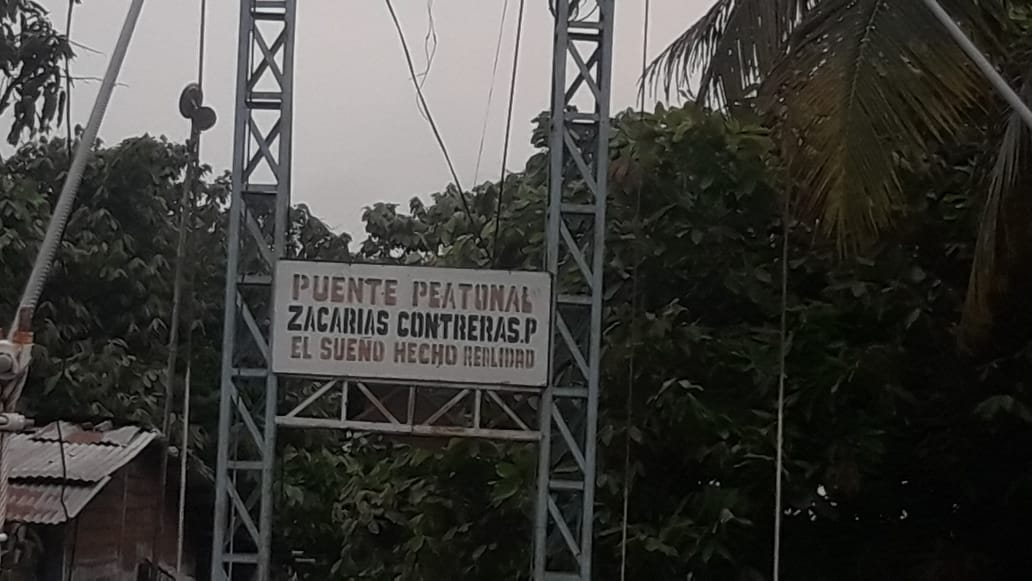 PUENTE PEATONAL
ZACARIAS CONTRERAS.P
EL SUEÑO HECHO REALIDAD